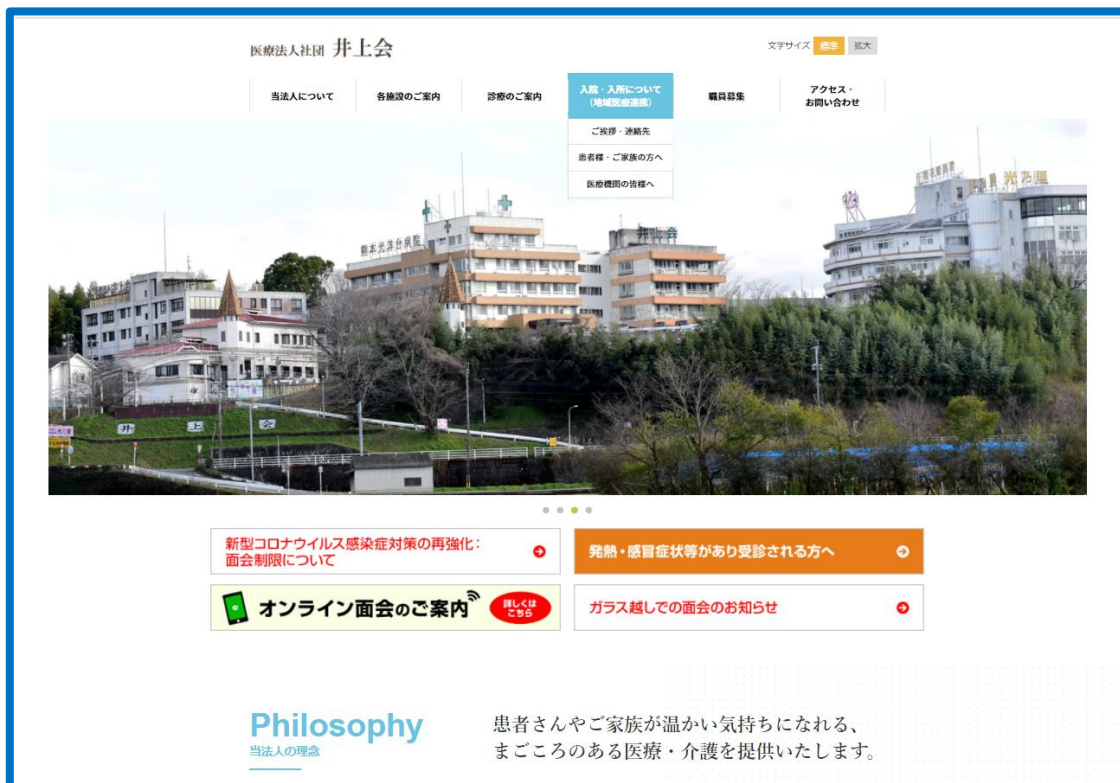 医療法人社団 井上会
文字サイズ 標準 拡大
当法人について 各施設のご案内 診療のご案内 入院・入所について 職員募集 アクセス・
(地域医療連携) お問い合わせ
ご挨拶・連絡先
患者様・ご家族の方へ
医療機関の皆様へ
井上会
井 上 会
新型コロナウイルス感染症対策の再強化:
面会制限について
発熱・感冒症状等があり受診される方へ
オンライン面会のご案内 詳しくは
こちら
ガラス越しでの面会のお知らせ
Philosophy
当法人の理念
患者さんやご家族が温かい気持ちになれる、
まごころのある医療・介護を提供いたします。